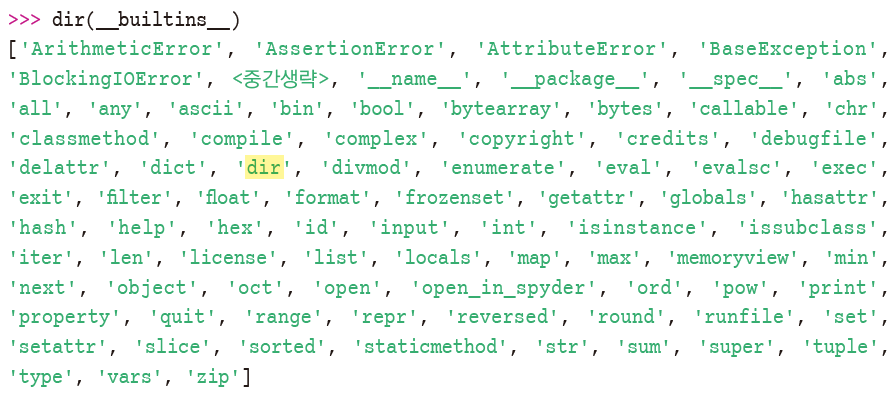 >>> dir(__builtins__)
['ArithmeticError', 'AssertionError', 'AttributeError', 'BaseException',
'BlockingIOError', <중간생략>, '__name__', '__package__', '__spec__', 'abs',
'all', 'any', 'ascii', 'bin', 'bool', 'bytearray', 'bytes', 'callable', 'chr',
'classmethod', 'compile', 'complex', 'copyright', 'credits', 'debugfile',
'delattr', 'dict', 'dir', 'divmod', 'enumerate', 'eval', 'evalsc', 'exec',
'exit', 'filter', 'float', 'format', 'frozenset', 'getattr', 'globals', 'hasattr',
'hash', 'help', 'hex', 'id', 'input', 'int', 'isinstance', 'issubclass',
'iter', 'len', 'license', 'list', 'locals', 'map', 'max', 'memoryview', 'min',
'next', 'object', 'oct', 'open', 'open_in_spyder', 'ord', 'pow', 'print',
'property', 'quit', 'range', 'repr', 'reversed', 'round', 'runfile', 'set',
'setattr', 'slice', 'sorted', 'staticmethod', 'str', 'sum', 'super', 'tuple',
'type', 'vars', 'zip']